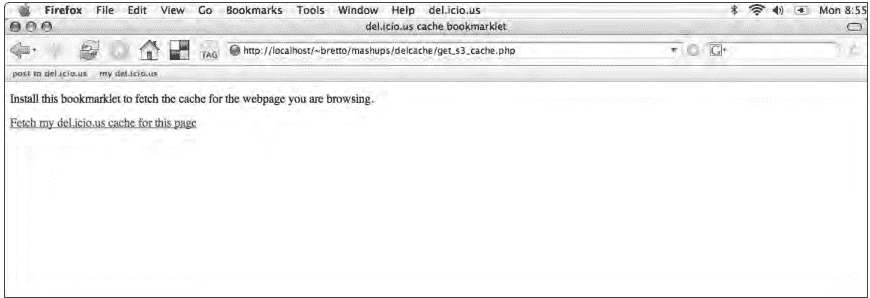 Firefox File Edit View Go Bookmarks Tools Window Help del.icio.us Mon 8:55
del.icio.us cache bookmarklet
TAG http://localhost/~bretto/mashups/delcache/get_s3_cache.php
post to del.icio.us my del.icio.us
Install this bookmarklet to fetch the cache for the webpage you are browsing.
Fetch my del.icio.us cache for this page